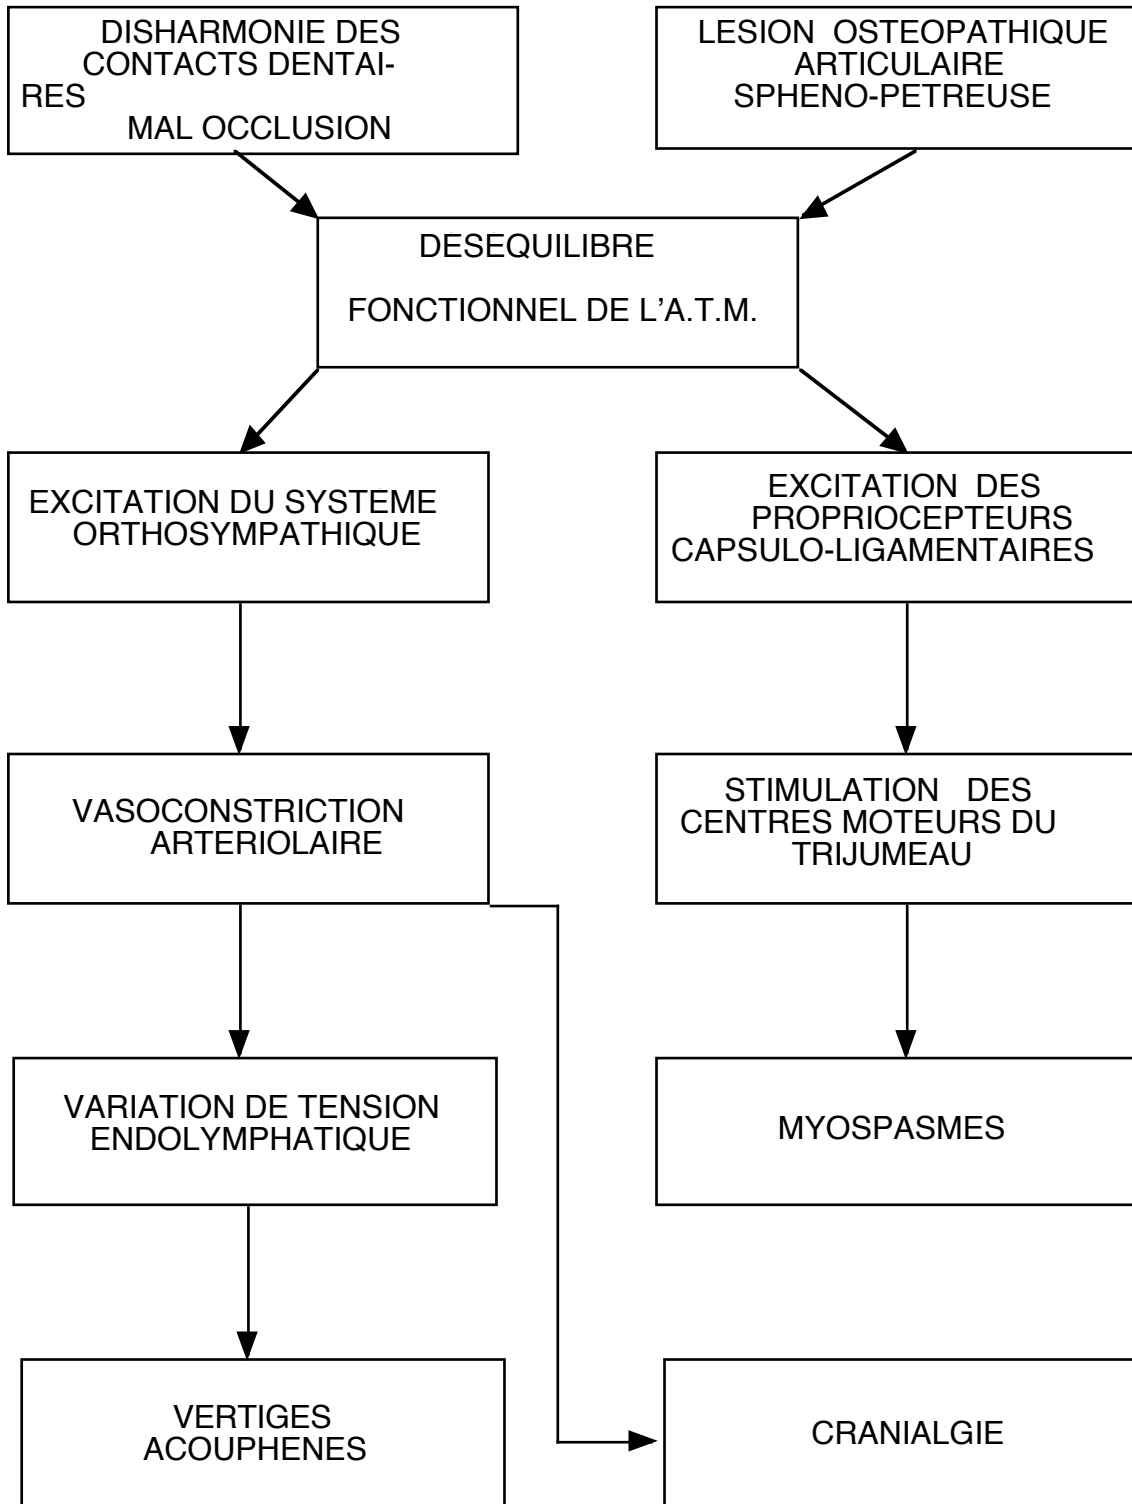 DISHARMONIE DES
CONTACTS DENTAI-
RES
MAL OCCLUSION
LESION OSTEOPATHIQUE
ARTICULAIRE
SPHENO-PETREUSE
DESEQUILIBRE
FONCTIONNEL DE L'A.T.M.
EXCITATION DU SYSTEME
ORTHOSYMPATHIQUE
EXCITATION DES
PROPRIOCEPTEURS
CAPSULO-LIGAMENTAIRES
VASOCONSTRICTION
ARTERIOLAIRE
STIMULATION DES
CENTRES MOTEURS DU
TRIJUMEAU
VARIATION DE TENSION
ENDOLYMPHATIQUE
MYOSPASMES
VERTIGES
ACOUPHENES
CRANIALGIE